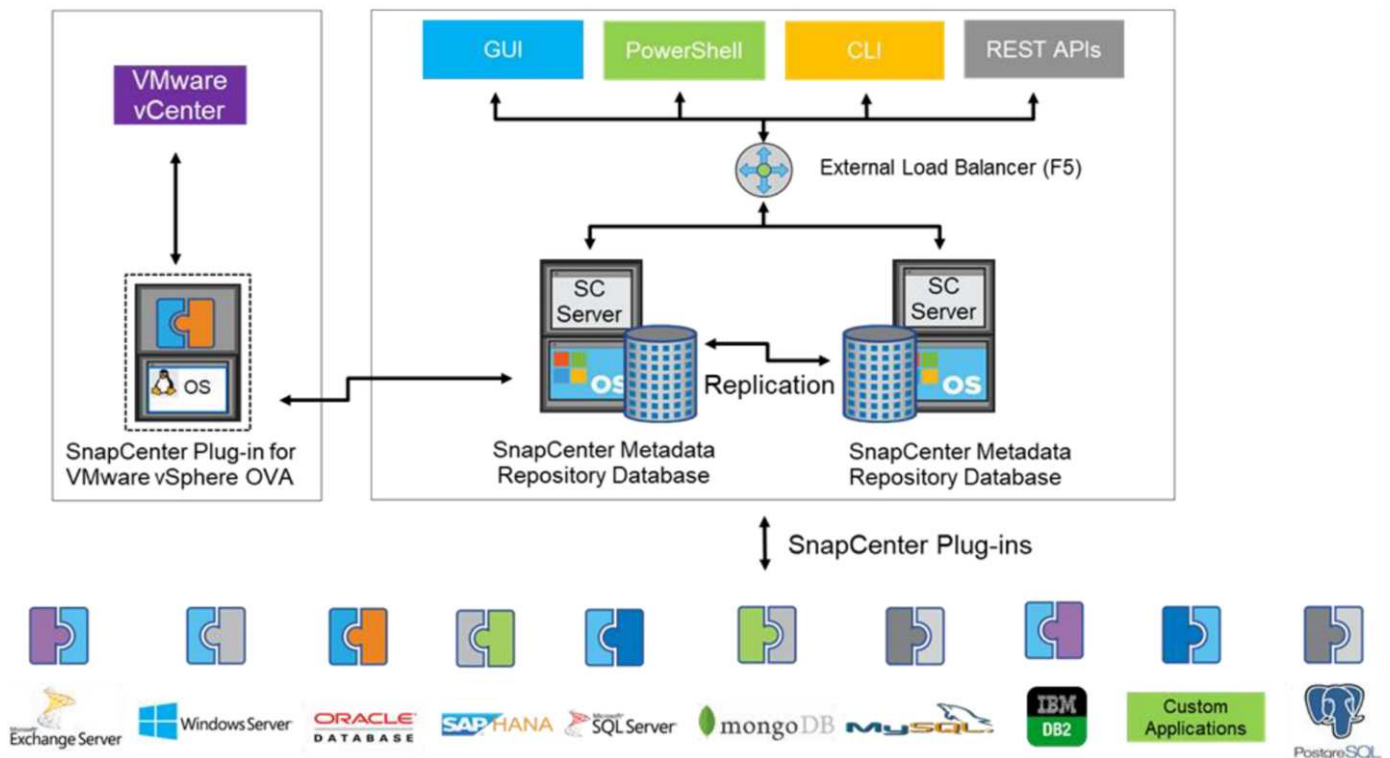 GUI
PowerShell
CLI
REST APIs
VMware
vCenter
External Load Balancer (F5)
SC
Server
SC
Server
OS
OS
OS
Replication
SnapCenter Plug-in for
VMware vSphere OVA
SnapCenter Metadata
Repository Database
SnapCenter Metadata
Repository Database
SnapCenter Plug-ins
Microsoft
Exchange Server
Windows Server
ORACLE
DATABASE
SAP HANA
Microsoft
SQL Server
mongoDB
MySQL
IBM
DB2
Custom
Applications
PostgreSQL